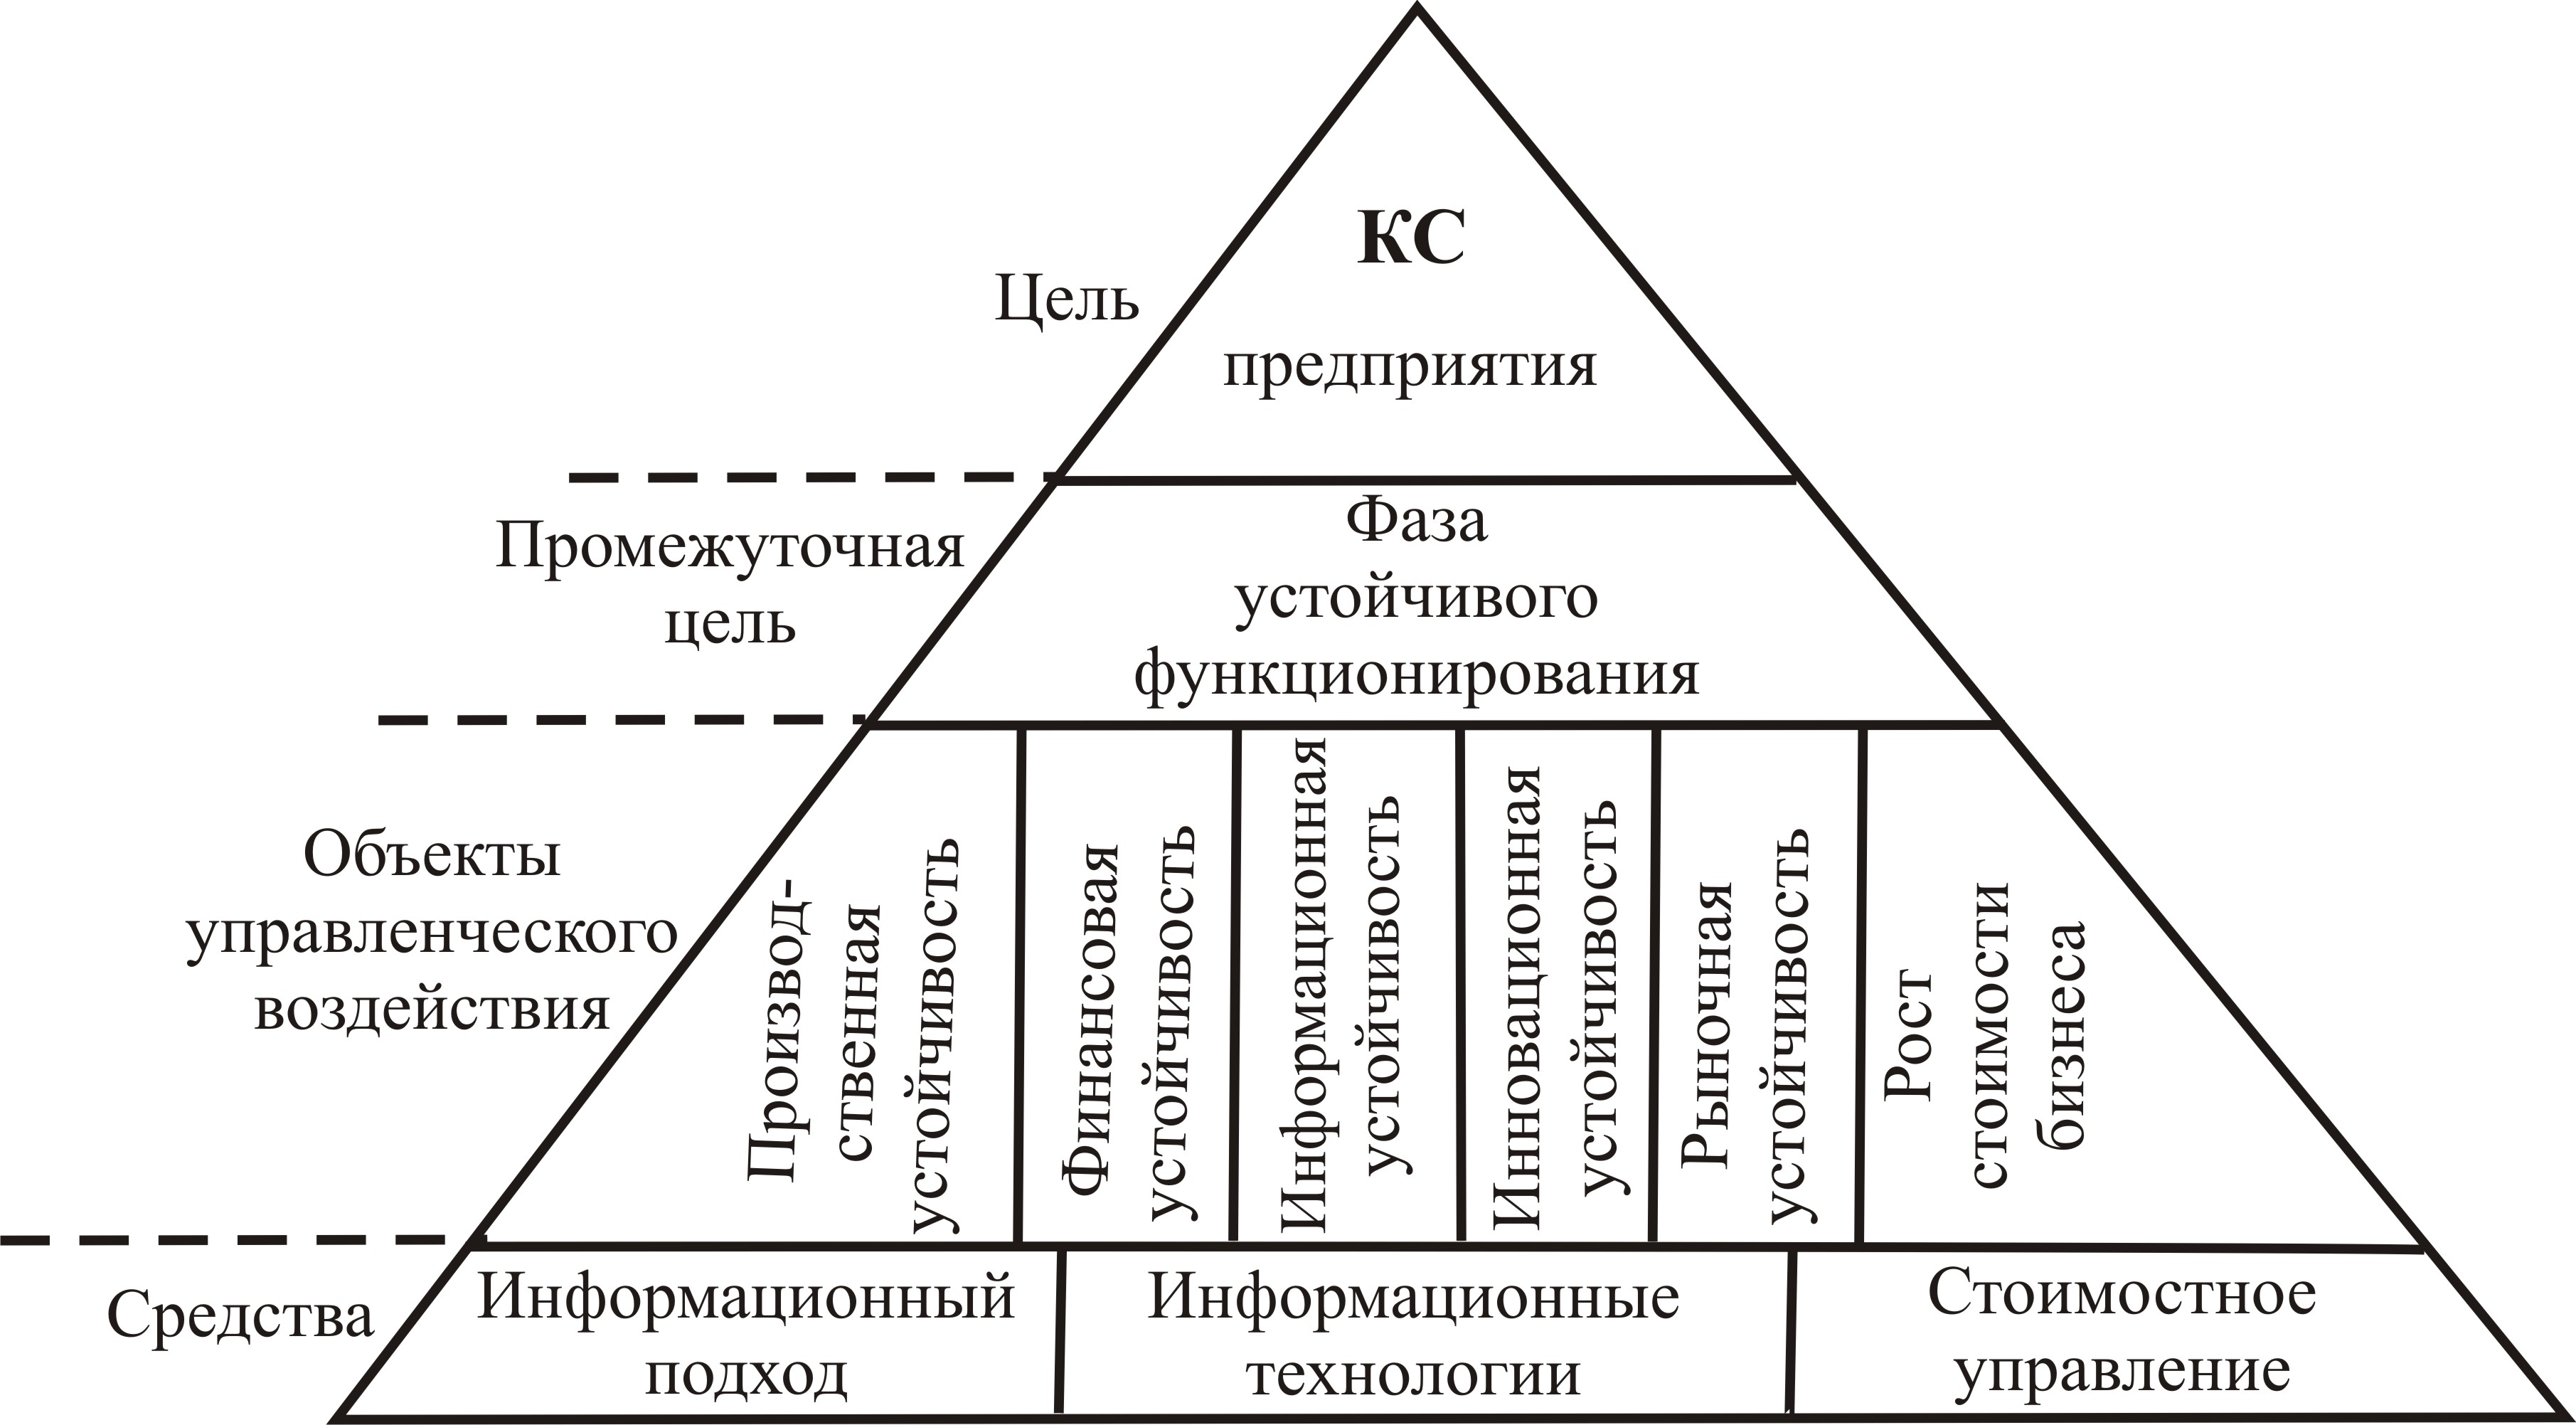 КС
Цель
предприятия
Промежуточная
цель
Фаза
устойчивого
функционирования
Объекты
управленческого
воздействия
Производ-
ственная
устойчивость
Финансовая
устойчивость
Информационная
устойчивость
Инновационная
устойчивость
Рыночная
устойчивость
Рост
стоимости
бизнеса
Средства
Информационный
подход
Информационные
технологии
Стоимостное
управление